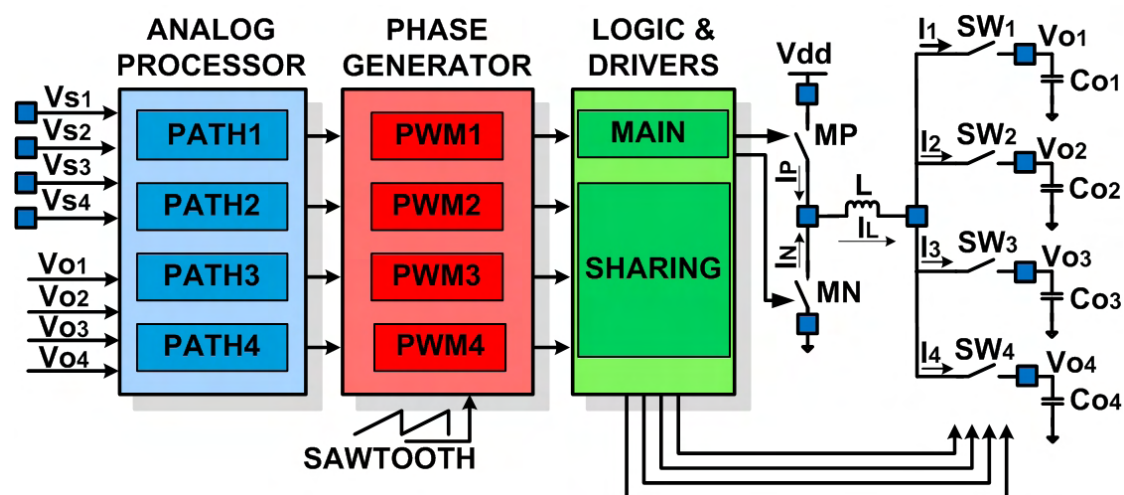 ANALOG
PROCESSOR
PHASE
GENERATOR
LOGIC &
DRIVERS
Vs1
Vs2
Vs3
Vs4
Vo1
Vo2
Vo3
Vo4
PATH1
PATH2
PATH3
PATH4
PWM1
PWM2
PWM3
PWM4
SAWTOOTH
MAIN
SHARING
Vdd
MP
IP
IN
MN
L
IL
I1
SW1
Vo1
Co1
I2
SW2
Vo2
Co2
I3
SW3
Vo3
Co3
I4
SW4
Vo4
Co4